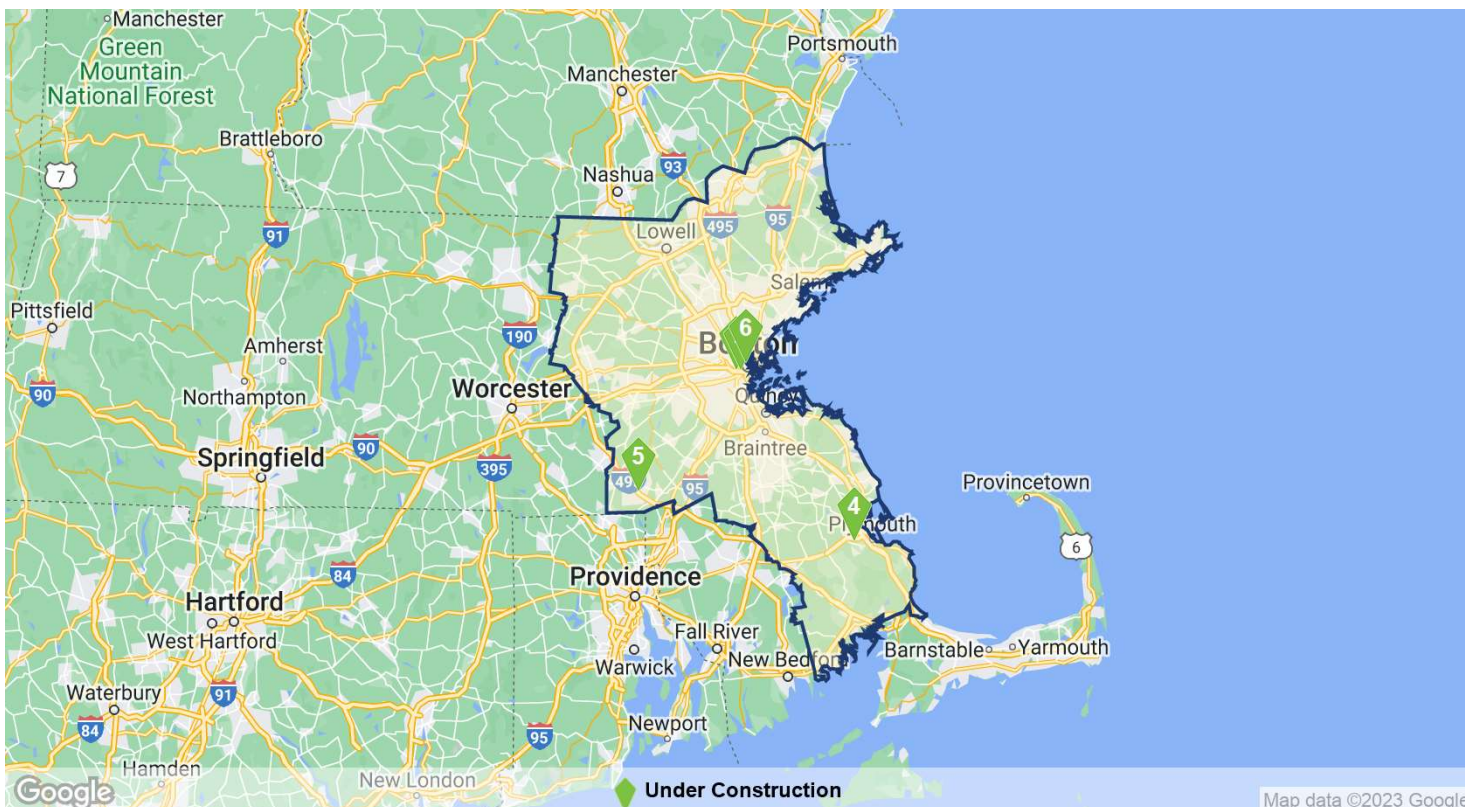 Manchester
Green
Mountain
National Forest
Portsmouth
Manchester
Brattleboro
93
Nashua
7
495
95
91
Lowell
Salem
Pittsfield
190
6
Boston
Amherst
90
Northampton
Worcester
Quincy
Springfield
90
395
5
495
95
Braintree
Provincetown
4
Plymouth
6
84
Providence
Hartford
West Hartford
Fall River
Warwick
New Bedford
Barnstable
Yarmouth
Waterbury
91
84
95
Newport
Hamden
New London
Google
Under Construction
Map data ©2023 Google